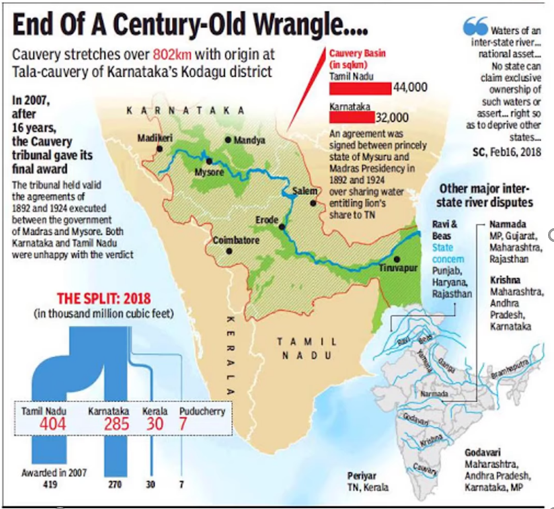 End Of A Century-Old Wrangle....
Cauvery stretches over 802km with origin at
Tala-cauvery of Karnataka's Kodagu district
In 2007,
after
16 years,
the Cauvery
tribunal gave its
final award
The tribunal held valid
the agreements of
1892 and 1924 executed
between the government
of Madras and Mysore. Both
Karnataka and Tamil Nadu
were unhappy with the verdict
Cauvery Basin
(in sqkm)
Tamil Nadu
44,000
Karnataka
32,000
An agreement was
signed between princely
state of Mysuru and
Madras Presidency in
1892 and 1924
over sharing water
entitling lion's
share to TN
Waters of an
inter-state river...
national asset...
No state can
claim exclusive
ownership of
such waters or
assert... right so
as to deprive other
states...
SC, Feb16, 2018
KARNATAKA
Madikeri
Mandya
Mysore
Salem
Erode
Coimbatore
Tiruvapur
KERALA
TAMIL
NADU
THE SPLIT: 2018
(in thousand million cubic feet)
Tamil Nadu Karnataka Kerala Puducherry
404 285 30 7
Awarded in 2007
419 270 30 7
Other major inter-
state river disputes
Ravi &
Beas
State
concern
Punjab,
Haryana,
Rajasthan
Narmada
MP, Gujarat,
Maharashtra,
Rajasthan
Krishna
Maharashtra,
Andhra
Pradesh,
Karnataka
Ravi
Beas
Yamuna
Ganga
Bramhaputra
Narmada
Godavari
Krishna
Cauvery
Periyar
TN, Kerala
Godavari
Maharashtra,
Andhra Pradesh,
Karnataka, MP